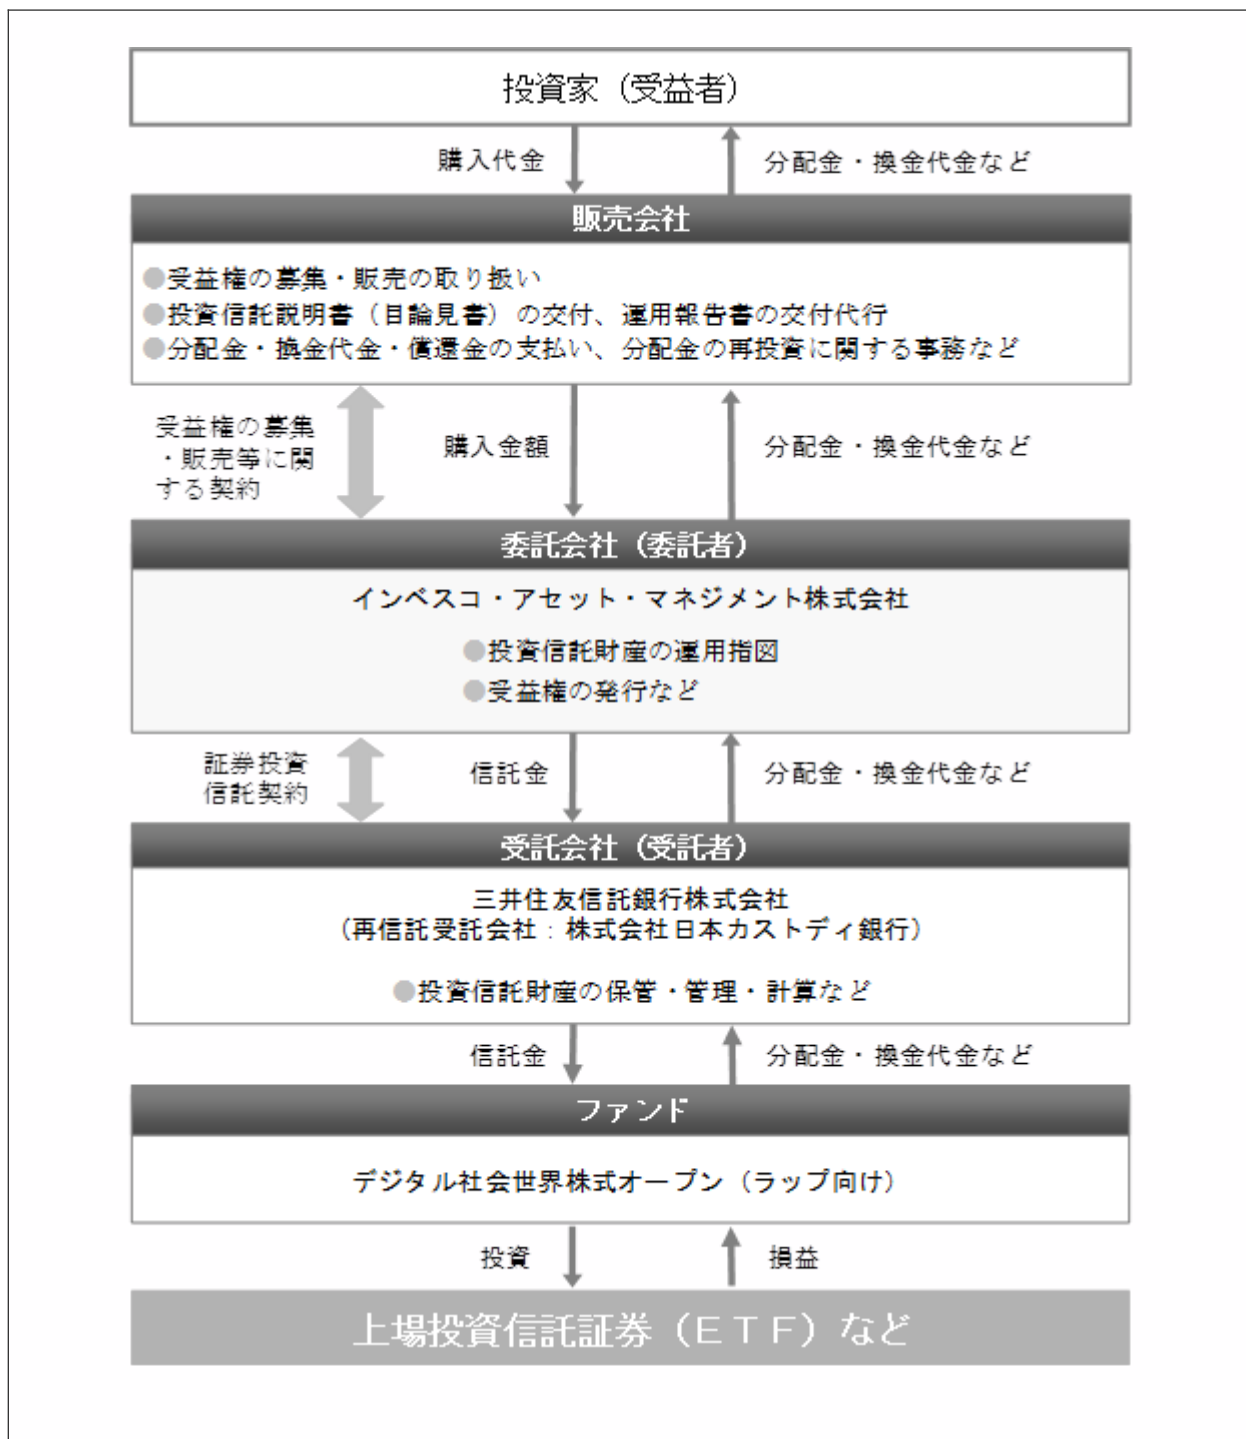 投資家（受益者）
購入代金
分配金・換金代金など
販売会社
●受益権の募集・販売の取り扱い
●投資信託説明書（目論見書）の交付、運用報告書の交付代行
●分配金・換金代金・償還金の支払い、分配金の再投資に関する事務など
受益権の募集
・販売等に関
する契約
購入金額
分配金・換金代金など
委託会社（委託者）
インベスコ・アセット・マネジメント株式会社
●投資信託財産の運用指図
●受益権の発行など
証券投資
信託契約
信託金
分配金・換金代金など
受託会社（受託者）
三井住友信託銀行株式会社
（再信託受託会社：株式会社日本カストディ銀行）
●投資信託財産の保管・管理・計算など
信託金
分配金・換金代金など
ファンド
デジタル社会世界株式オープン（ラップ向け）
投資
損益
上場投資信託証券（ＥＴＦ）など